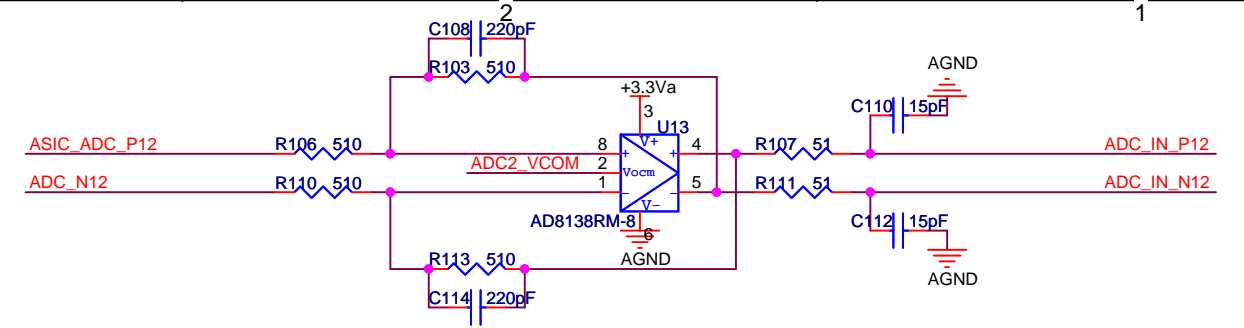 2 1
C108 220pF
R103 510
AGND
+3.3Va
3
C110 15pF
U13
V+
ASIC_ADC_P12 R106 510 8 + + 4 R107 51 ADC_IN_P12
ADC2_VCOM 2 Vocm
ADC_N12 R110 510 1 - - 5 R111 51 ADC_IN_N12
V-
AD8138RM-8
6
C112 15pF
AGND
R113 510
AGND
C114 220pF